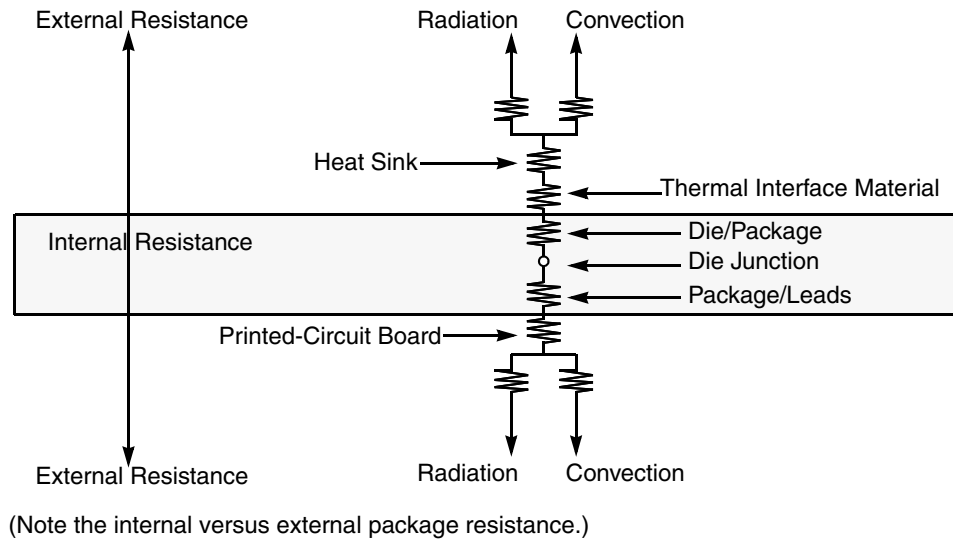 External Resistance
Radiation
Convection
Heat Sink
Thermal Interface Material
Internal Resistance
Die/Package
Die Junction
Package/Leads
Printed-Circuit Board
External Resistance
Radiation
Convection
(Note the internal versus external package resistance.)